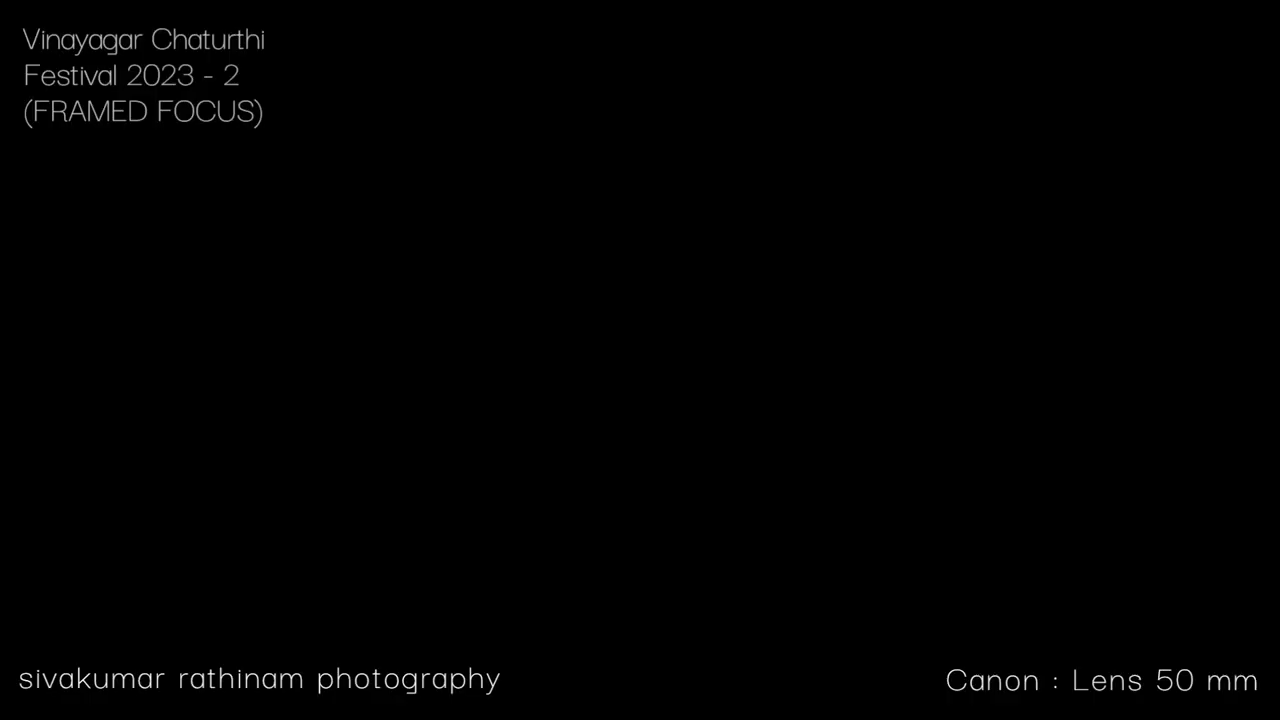 Vinayagar Chaturthi
Festival 2023 - 2
(FRAMED FOCUS)
sivakumar rathinam photography
Canon : Lens 50 mm